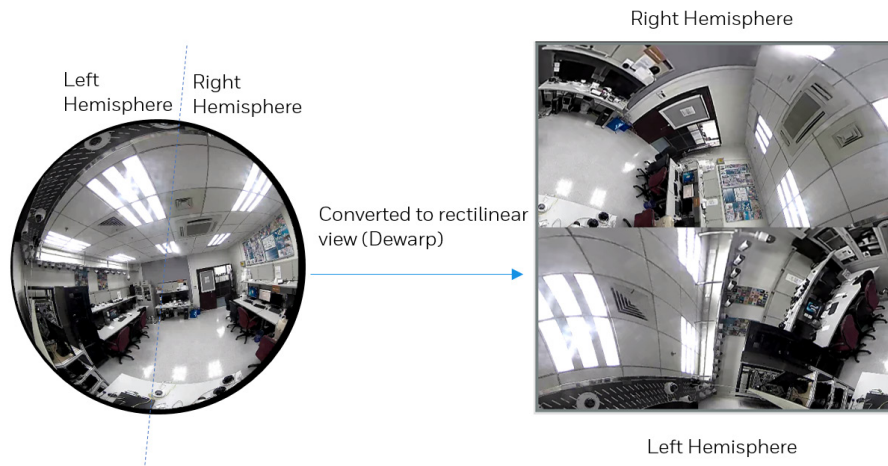 Right Hemisphere
Left
Hemisphere
Right
Hemisphere
Converted to rectilinear
view (Dewarp)
Left Hemisphere